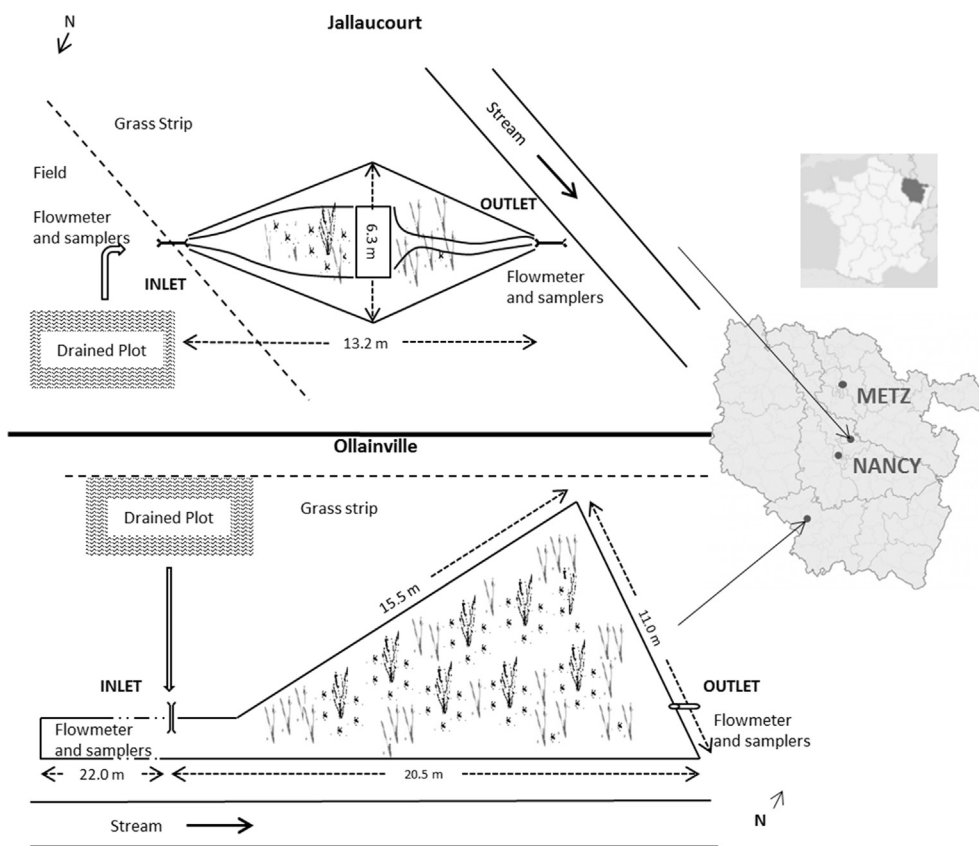 Jallaucourt
N
Grass Strip
Stream
Field
Flowmeter
and samplers
OUTLET
6.3 m
INLET
Flowmeter
and samplers
Drained Plot
13.2 m
METZ
NANCY
Ollainville
Drained Plot
Grass strip
15.5 m
11.0 m
INLET
OUTLET
Flowmeter
and samplers
Flowmeter
and samplers
22.0 m
20.5 m
Stream
N